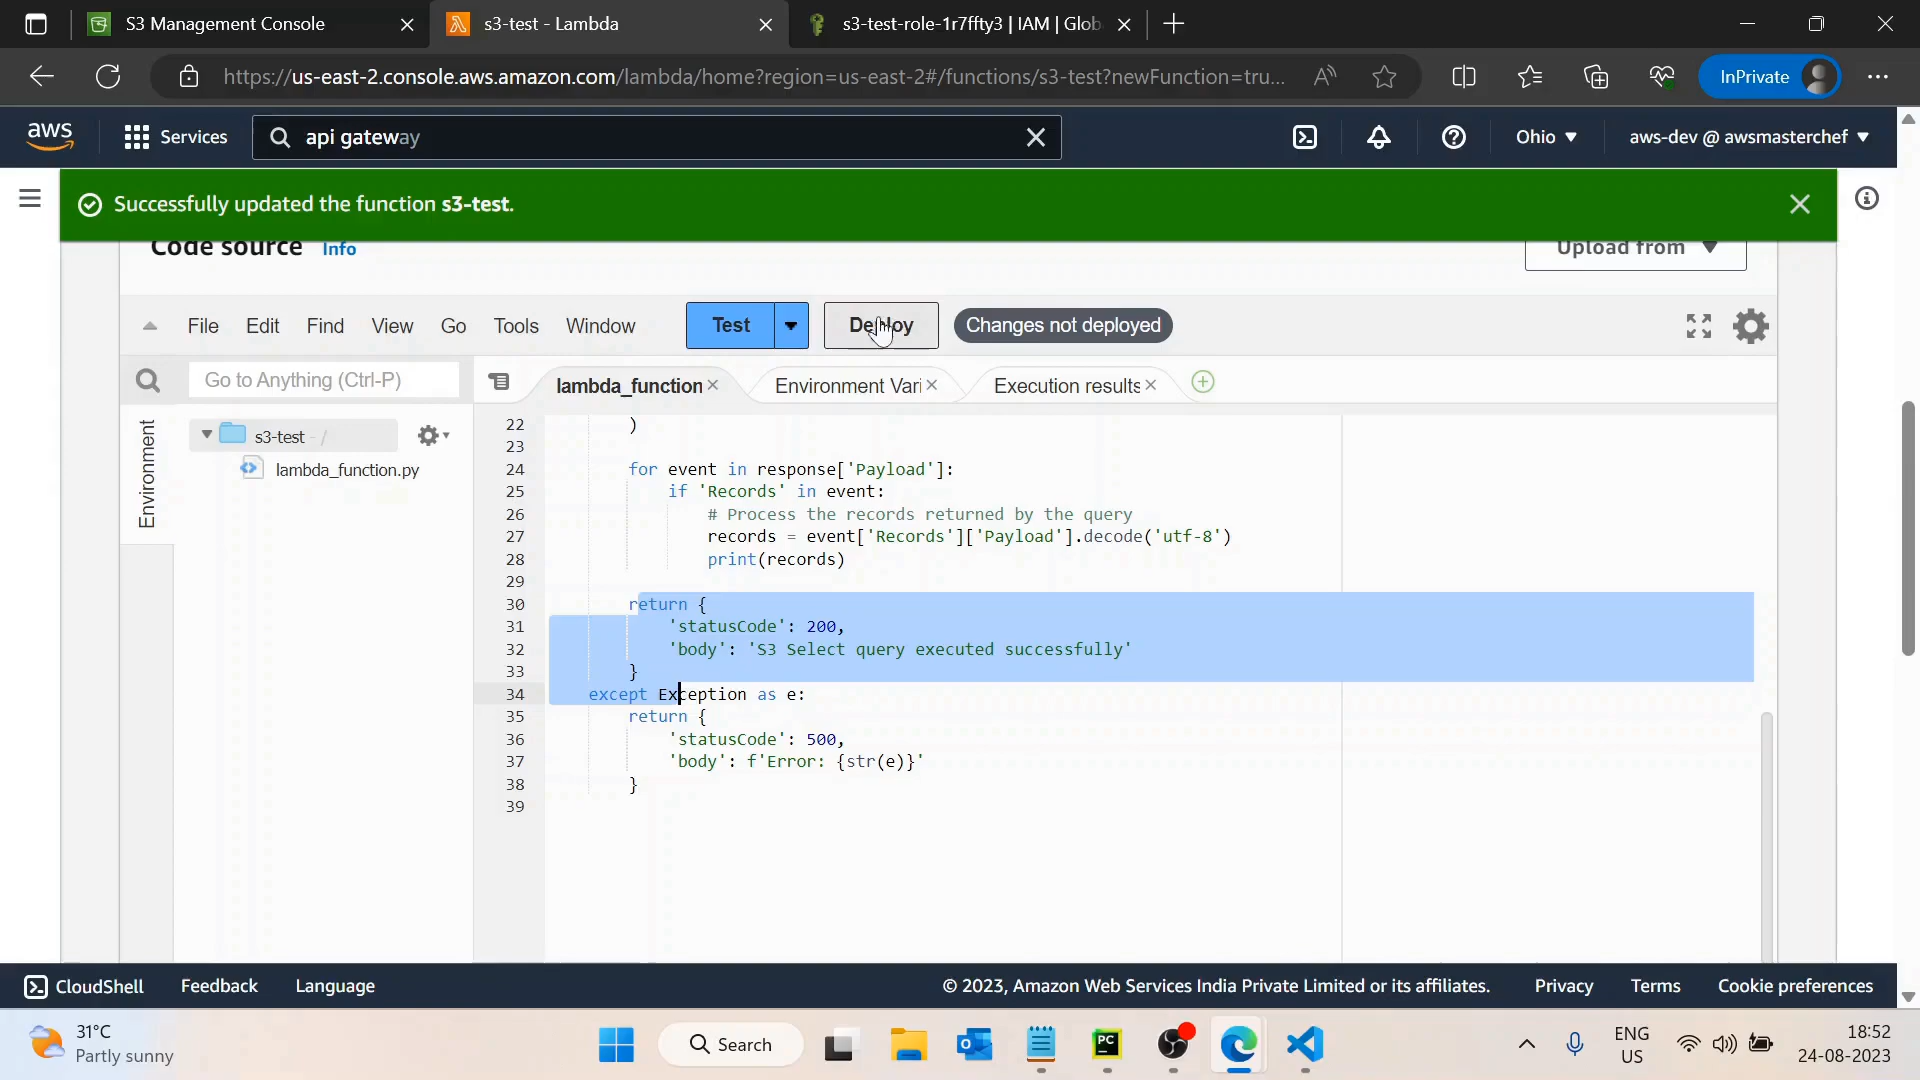 S3 Management Console
s3-test - Lambda
s3-test-role-1r7ffty3 | IAM | Glob
https://us-east-2.console.aws.amazon.com/lambda/home?region=us-east-2#/functions/s3-test?newFunction=tru...
InPrivate
aws
Services
api gateway
Ohio
aws-dev @ awsmasterchef
Successfully updated the function s3-test.
Code source Info
Upload from
File Edit Find View Go Tools Window
Test
Deploy
Changes not deployed
Go to Anything (Ctrl-P)
lambda_function
Environment Vari
Execution results
Environment
s3-test - /
lambda_function.py
22 )
23
24 for event in response['Payload']:
25 if 'Records' in event:
26 # Process the records returned by the query
27 records = event['Records']['Payload'].decode('utf-8')
28 print(records)
29
30 return {
31 'statusCode': 200,
32 'body': 'S3 Select query executed successfully'
33 }
34 except Exception as e:
35 return {
36 'statusCode': 500,
37 'body': f'Error: {str(e)}'
38 }
39
CloudShell
Feedback
Language
© 2023, Amazon Web Services India Private Limited or its affiliates.
Privacy
Terms
Cookie preferences
31°C
Partly sunny
Search
PC
ENG
US
18:52
24-08-2023